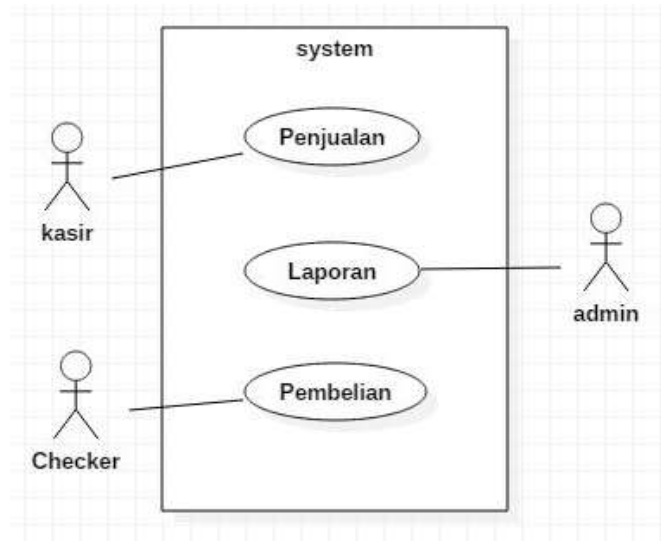 system
Penjualan
kasir
Laporan
admin
Pembelian
Checker